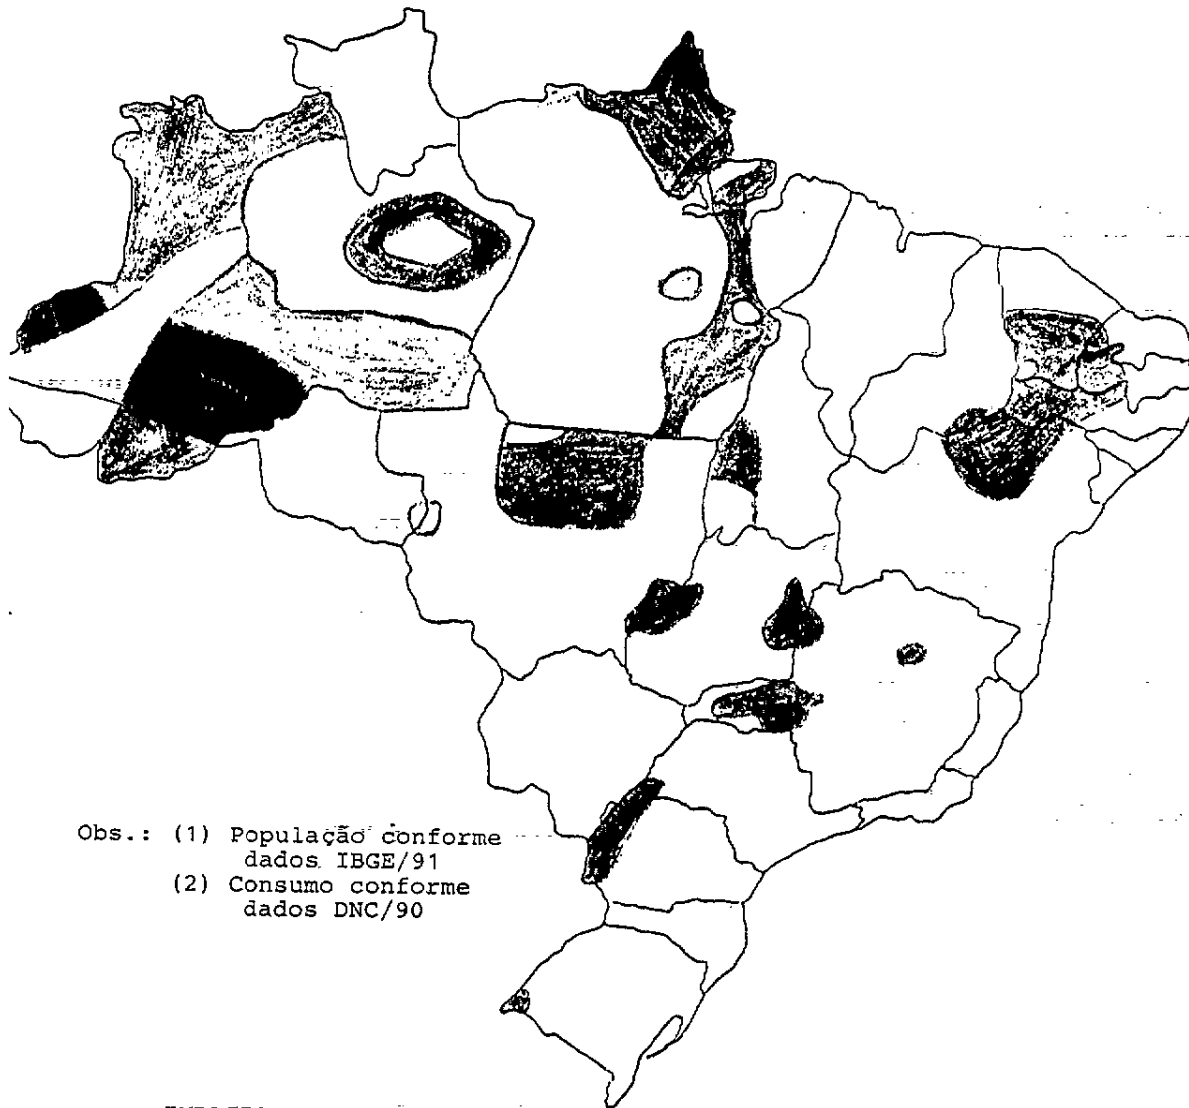 Obs.: (1) População conforme
dados IBGE/91
(2) Consumo conforme
dados DNC/90